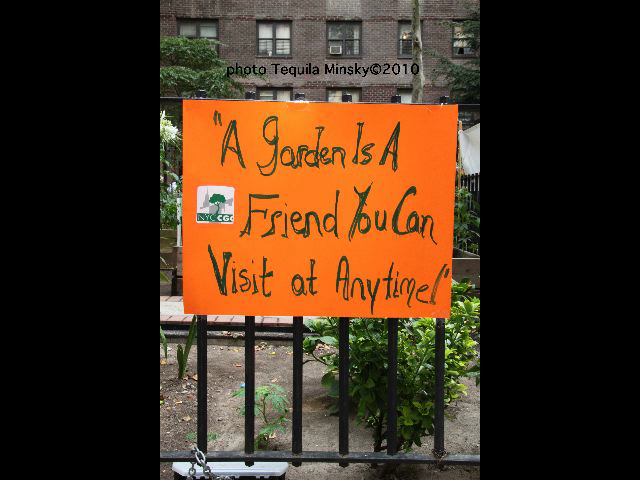 photo Tequila Minsky©2010
"A garden Is A
Friend You Can
Visit at Anytime!"
NYCCGC